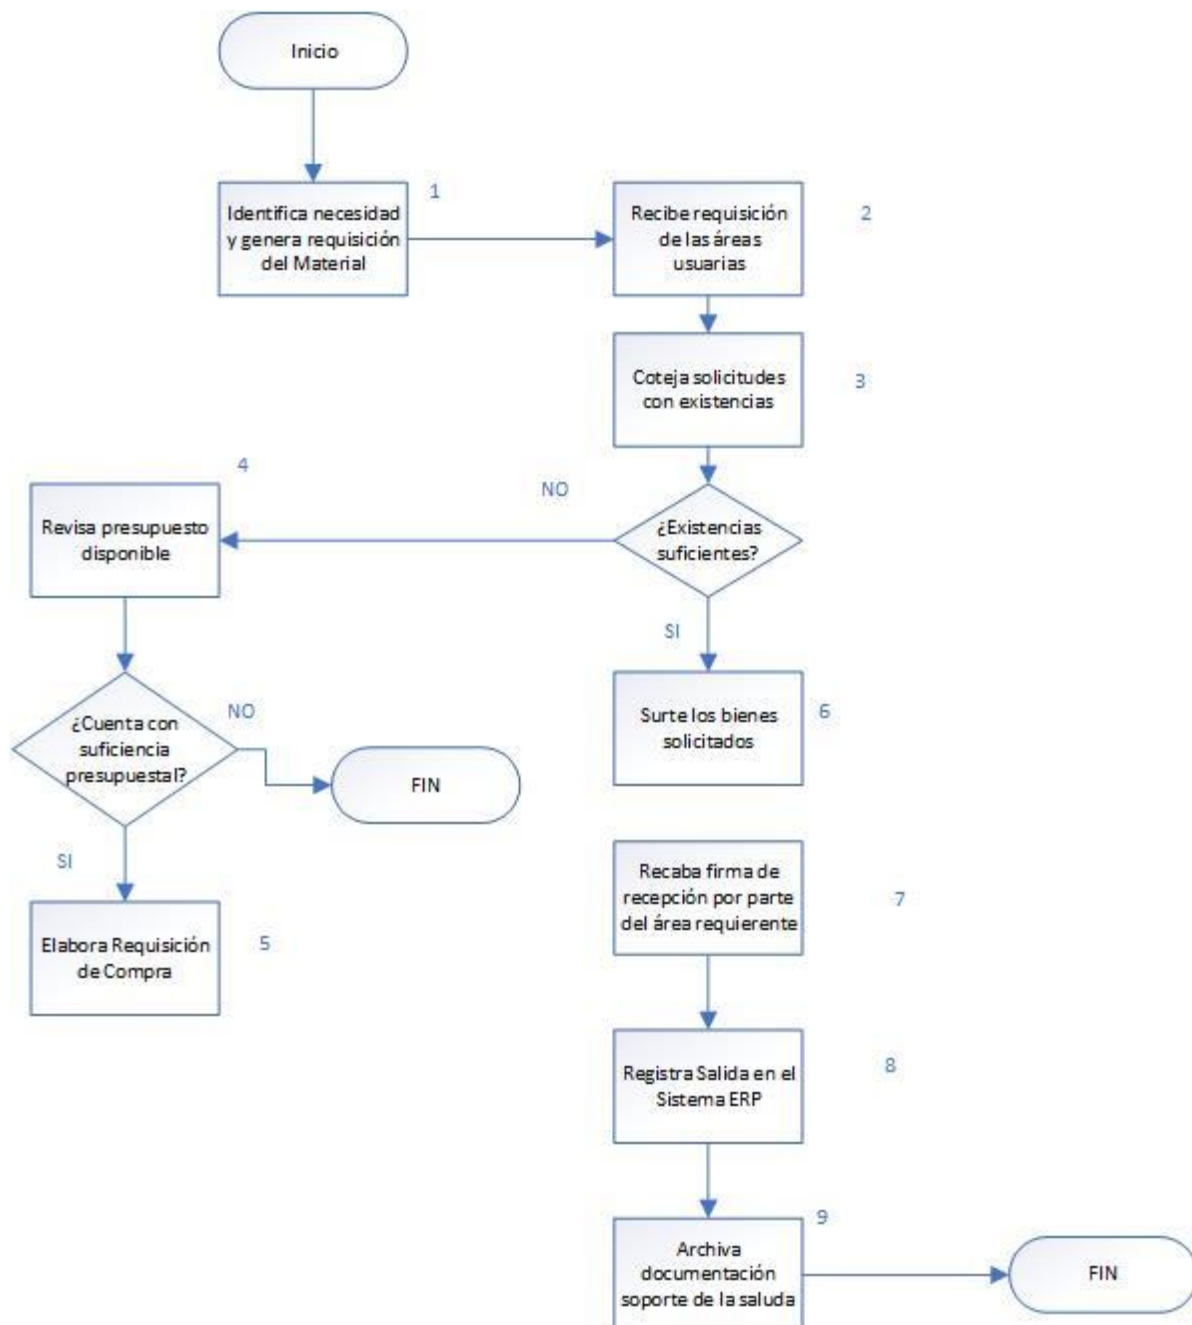 Inicio
1
Identifica necesidad
y genera requisición
del Material
Recibe requisición
de las áreas
usuarias
2
Coteja solicitudes
con existencias
3
4
NO
Revisa presupuesto
disponible
¿Existencias
suficientes?
SI
¿Cuenta con
suficiencia
presupuestal?
NO
FIN
Surte los bienes
solicitados
6
SI
Elabora Requisición
de Compra
5
Recaba firma de
recepción por parte
del área requierente
7
Registra Salida en el
Sistema ERP
8
9
Archiva
documentación
soporte de la saluda
FIN